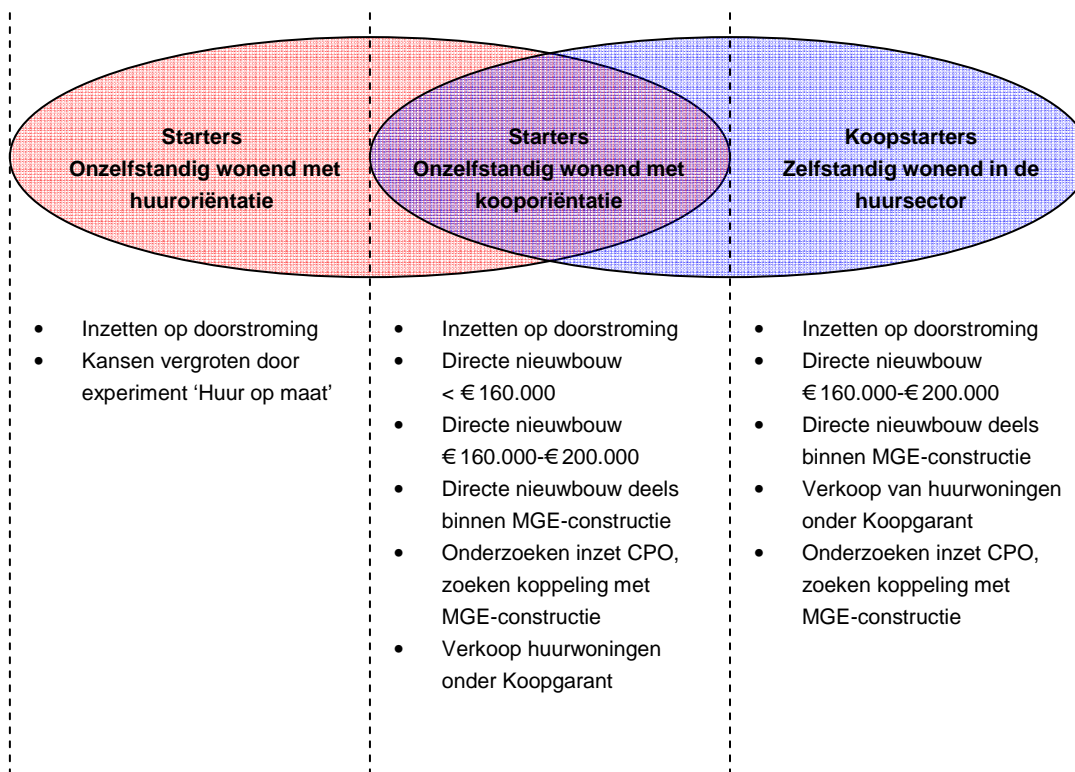 Starters
Onzelfstandig wonend met
huuroriëntatie
Starters
Onzelfstandig wonend met
kooporiëntatie
Koopstarters
Zelfstandig wonend in de
huursector
• Inzetten op doorstroming
• Kansen vergroten door
experiment ‘Huur op maat’
• Inzetten op doorstroming
• Directe nieuwbouw
< € 160.000
• Directe nieuwbouw
€ 160.000-€ 200.000
• Directe nieuwbouw deels
binnen MGE-constructie
• Onderzoeken inzet CPO,
zoeken koppeling met
MGE-constructie
• Verkoop huurwoningen
onder Koopgarant
• Inzetten op doorstroming
• Directe nieuwbouw
€ 160.000-€ 200.000
• Directe nieuwbouw deels
binnen MGE-constructie
• Verkoop van huurwoningen
onder Koopgarant
• Onderzoeken inzet CPO,
zoeken koppeling met
MGE-constructie